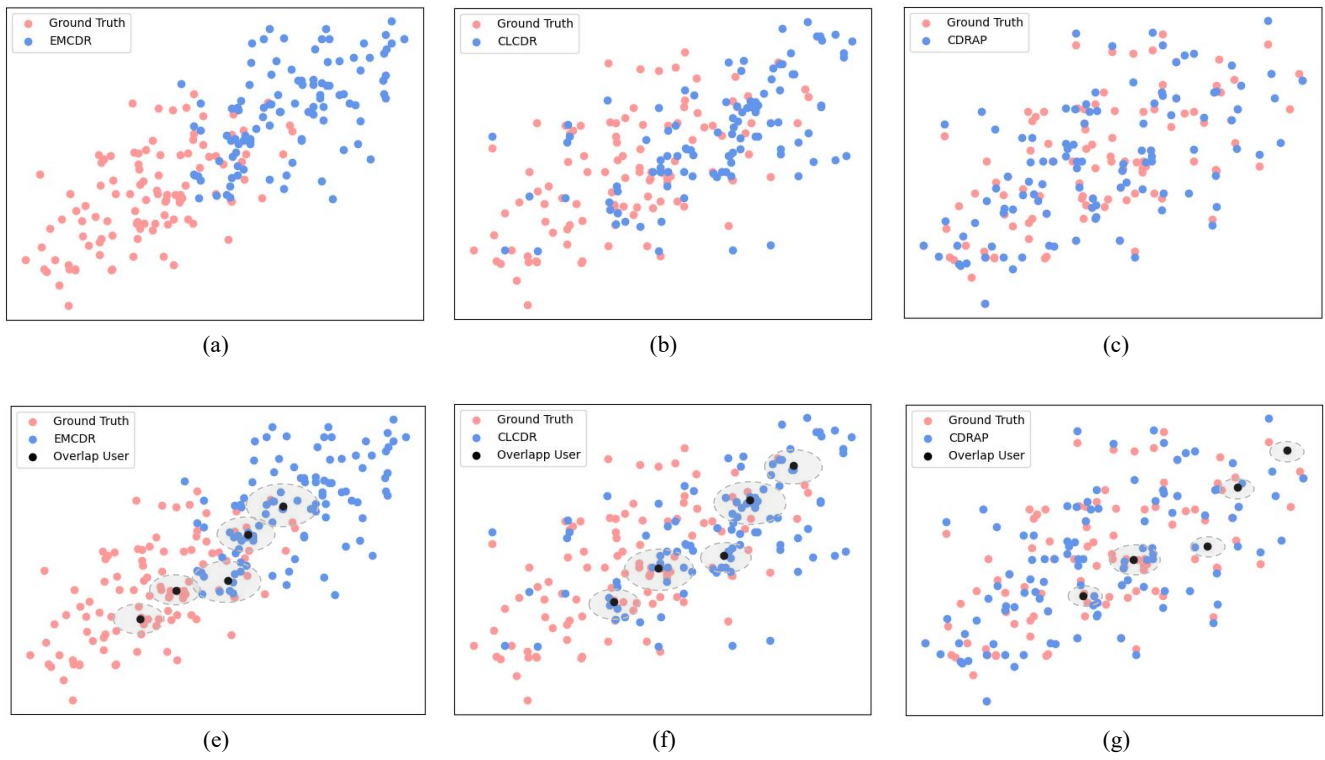 Ground Truth
EMCDR
Ground Truth
CLCDR
Ground Truth
CDRAP
(a)
(b)
(c)
Ground Truth
EMCDR
Overlap User
Ground Truth
CLCDR
Overlapp User
Ground Truth
CDRAP
Overlap User
(e)
(f)
(g)